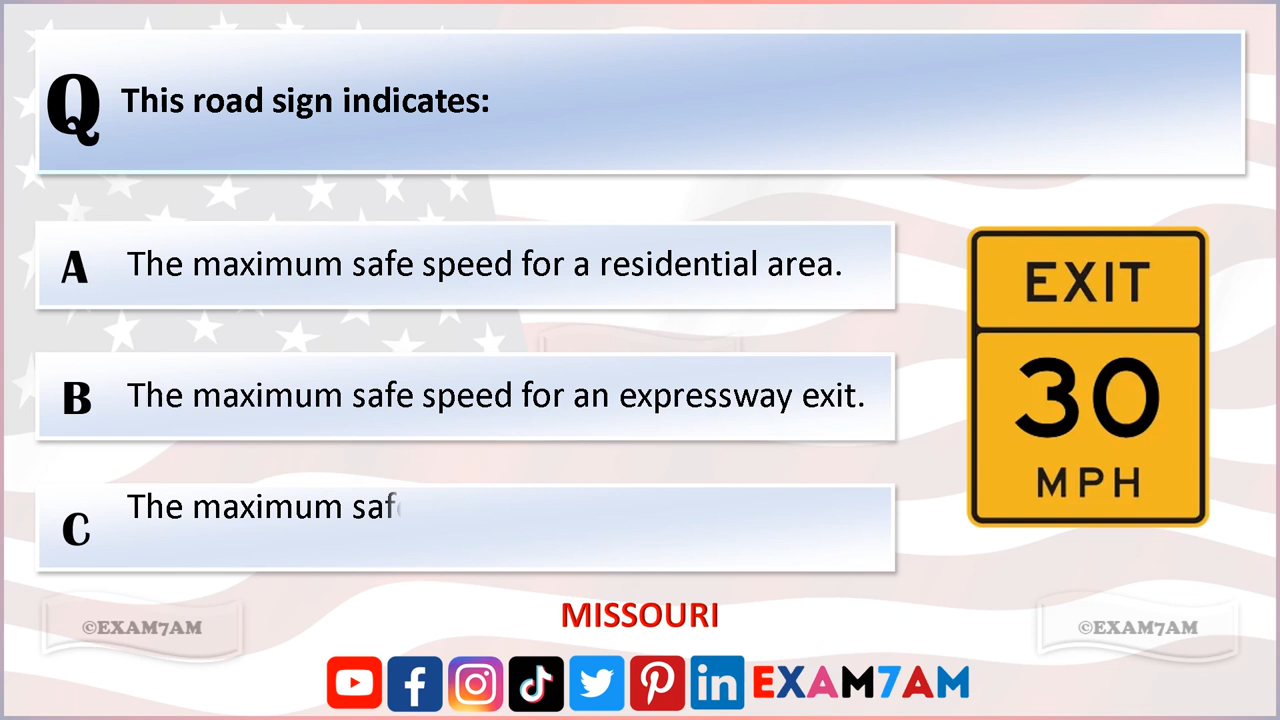 Q This road sign indicates:
A The maximum safe speed for a residential area.
EXIT
B The maximum safe speed for an expressway exit.
30
MPH
C The maximum
MISSOURI
©EXAM7AM
©EXAM7AM
EXAM7AM